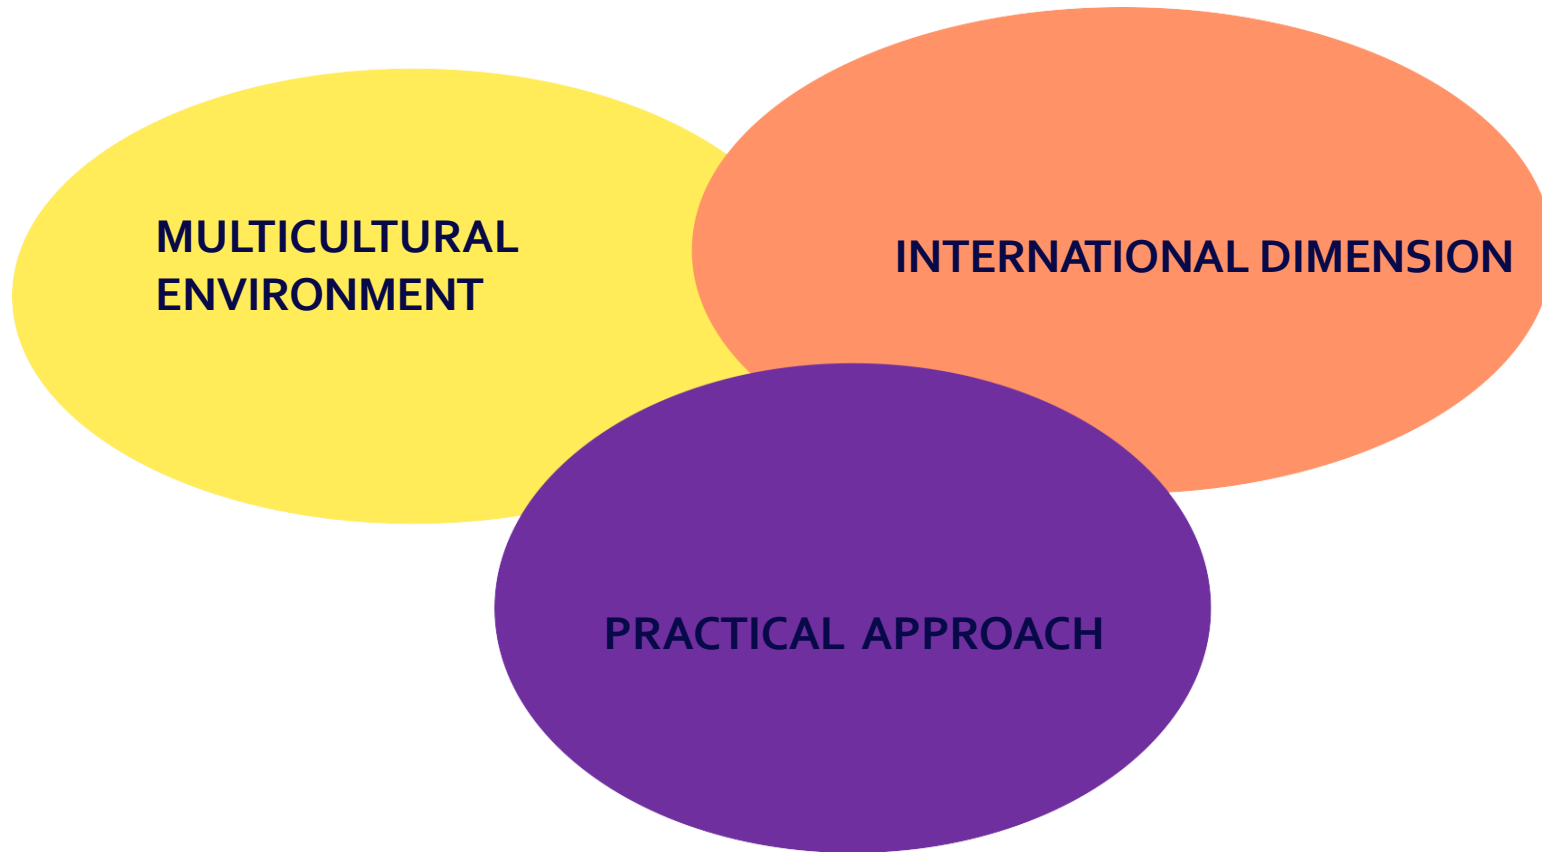 MULTICULTURAL
ENVIRONMENT
INTERNATIONAL DIMENSION
PRACTICAL APPROACH